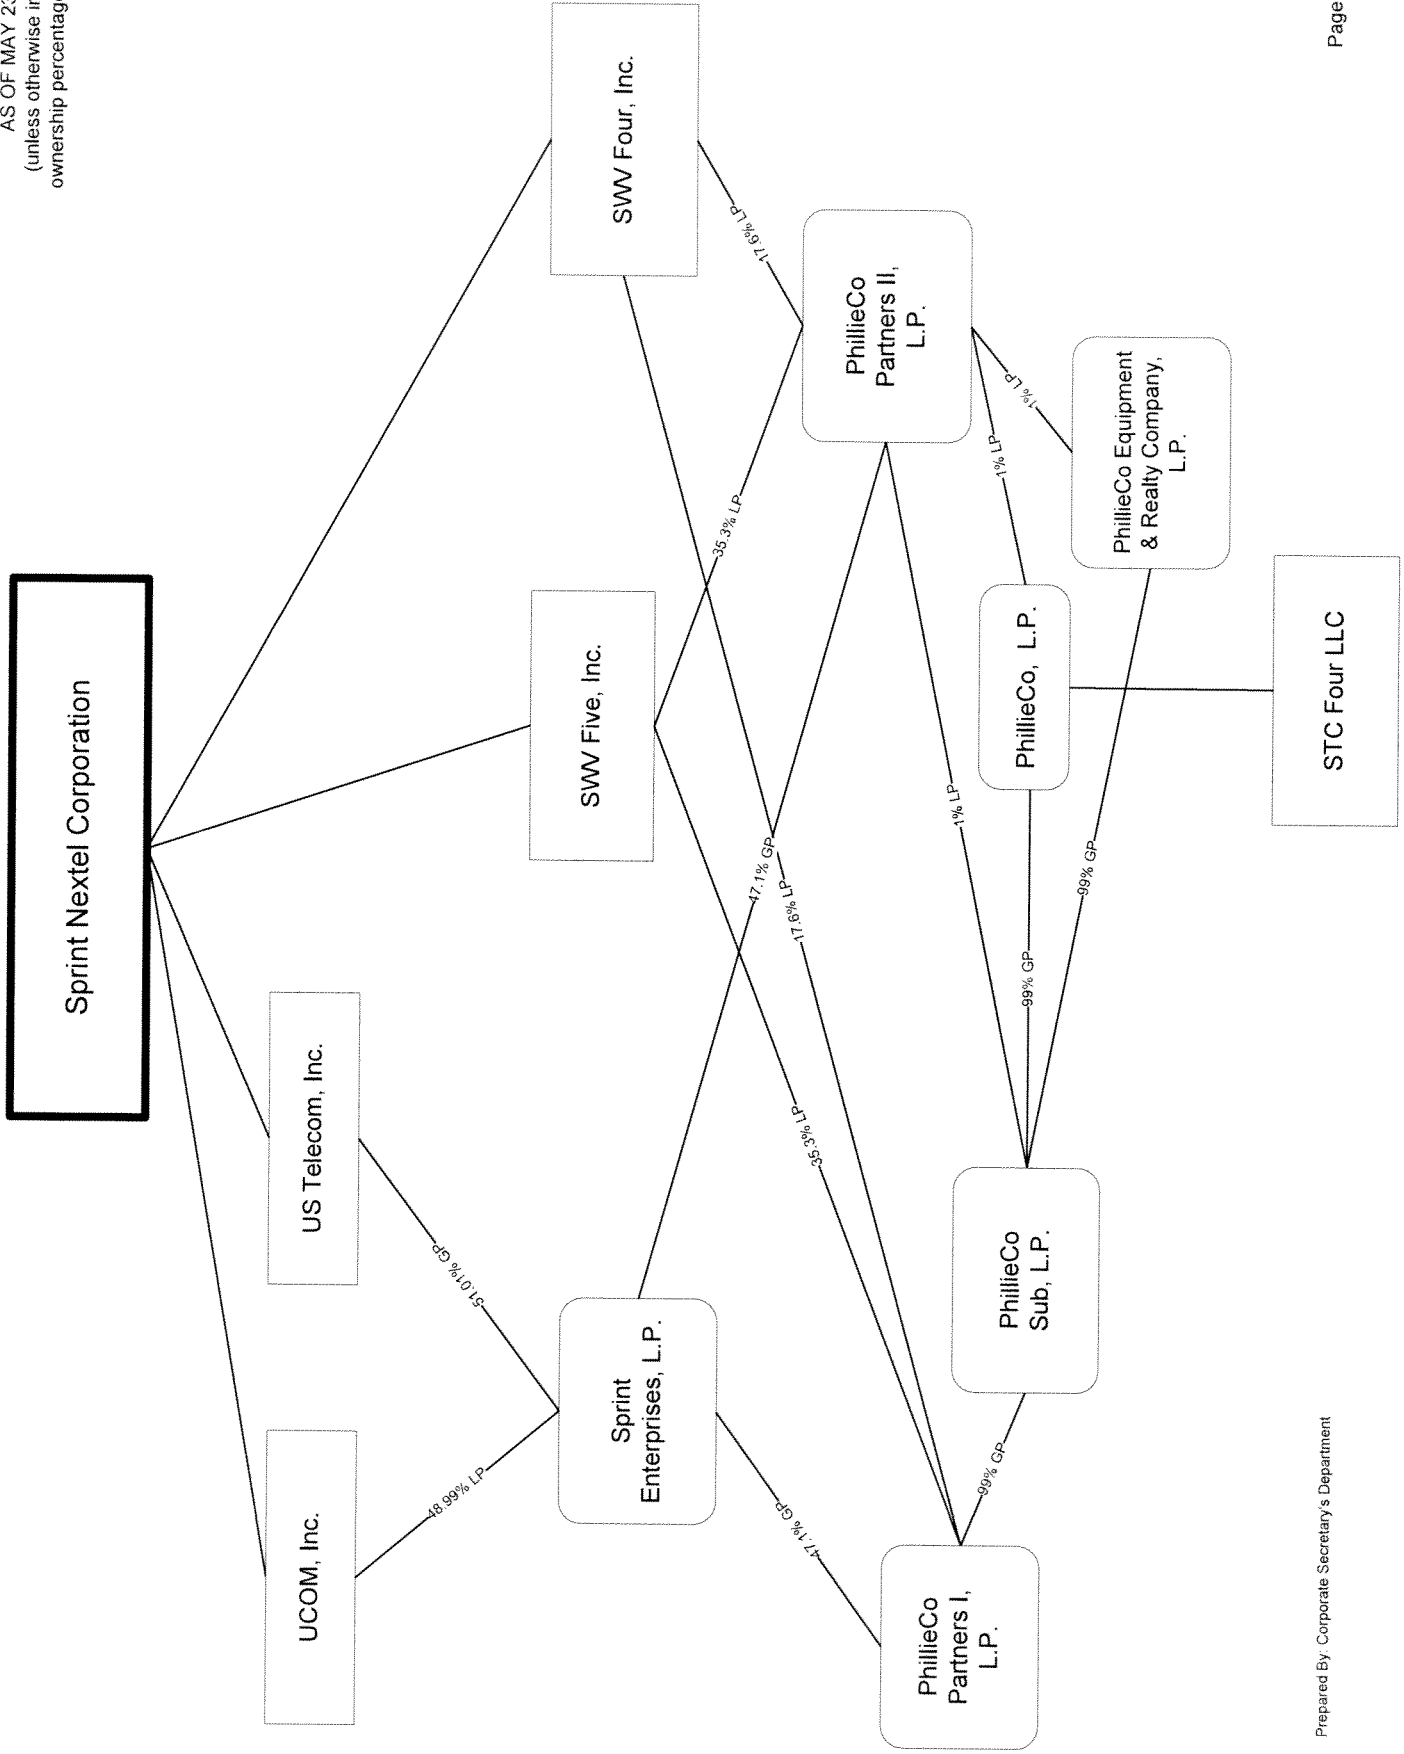 AS OF MAY 23
(unless otherwise in
ownership percentage
Sprint Nextel Corporation
UCOM, Inc.
US Telecom, Inc.
SWV Five, Inc.
SWV Four, Inc.
48.99% LP
51.01% GP
Sprint
Enterprises, L.P.
47.1% GP
47.1% GP
35.3% LP
35.3% LP
17.6% LP
17.6% LP
PhillieCo
Partners I,
L.P.
PhillieCo
Partners II,
L.P.
99% GP
1% LP
1% LP
1% LP
PhillieCo
Sub, L.P.
99% GP
99% GP
PhillieCo, L.P.
PhillieCo Equipment
& Realty Company,
L.P.
STC Four LLC
Prepared By: Corporate Secretary's Department
Page